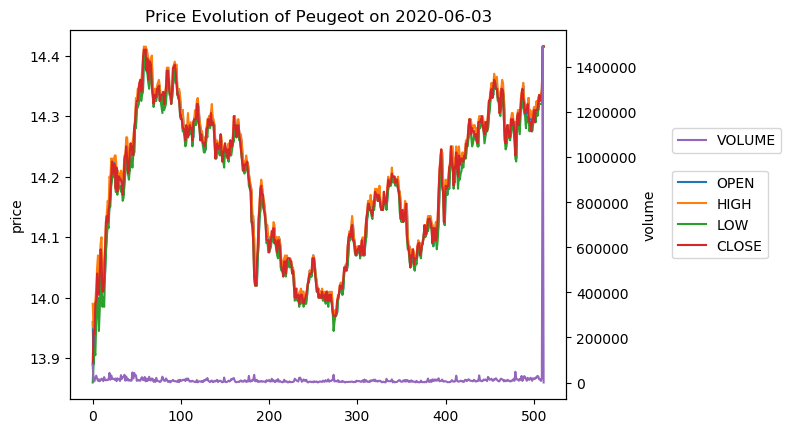 Price Evolution of Peugeot on 2020-06-03
14.4
14.3
14.2
14.1
14.0
13.9
price
0
100
200
300
400
500
1400000
1200000
1000000
800000
600000
400000
200000
0
volume
VOLUME
OPEN
HIGH
LOW
CLOSE